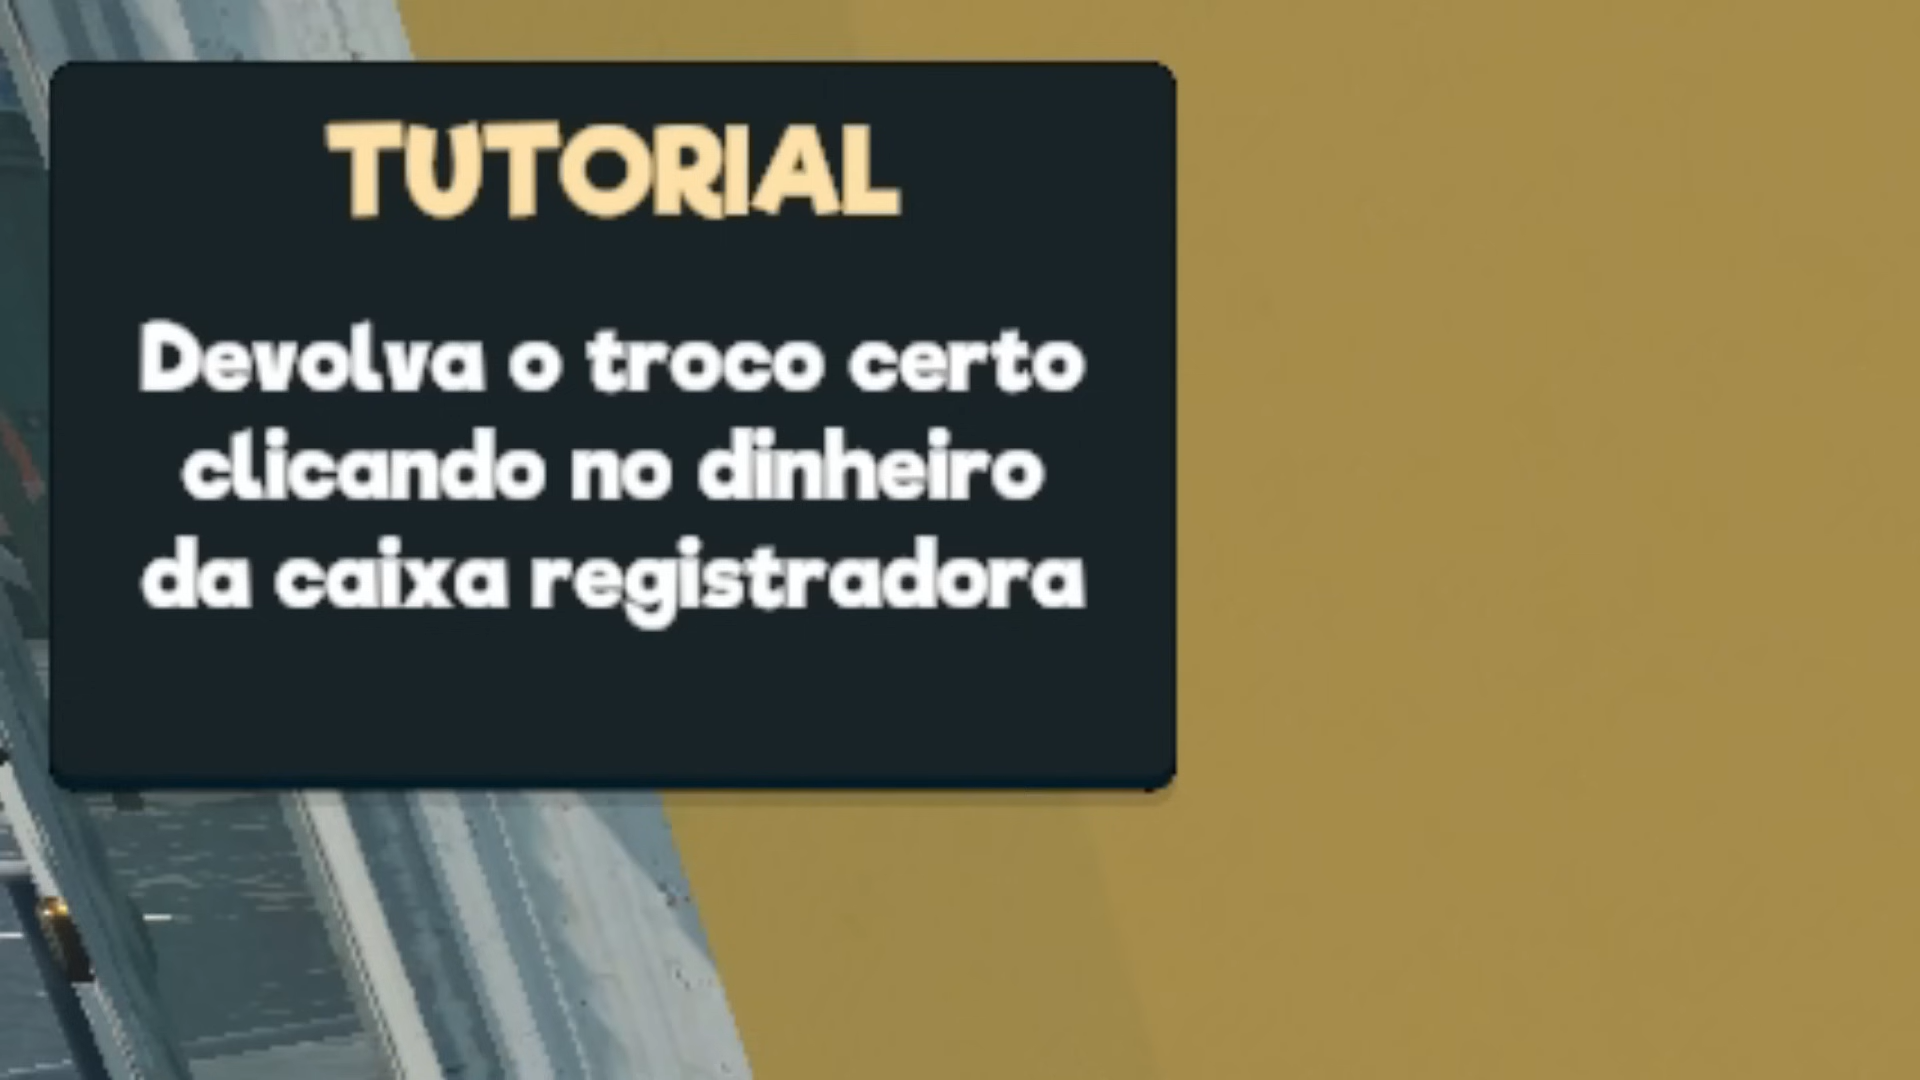 TUTORIAL
Devolva o troco certo
clicando no dinheiro
da caixa registradora